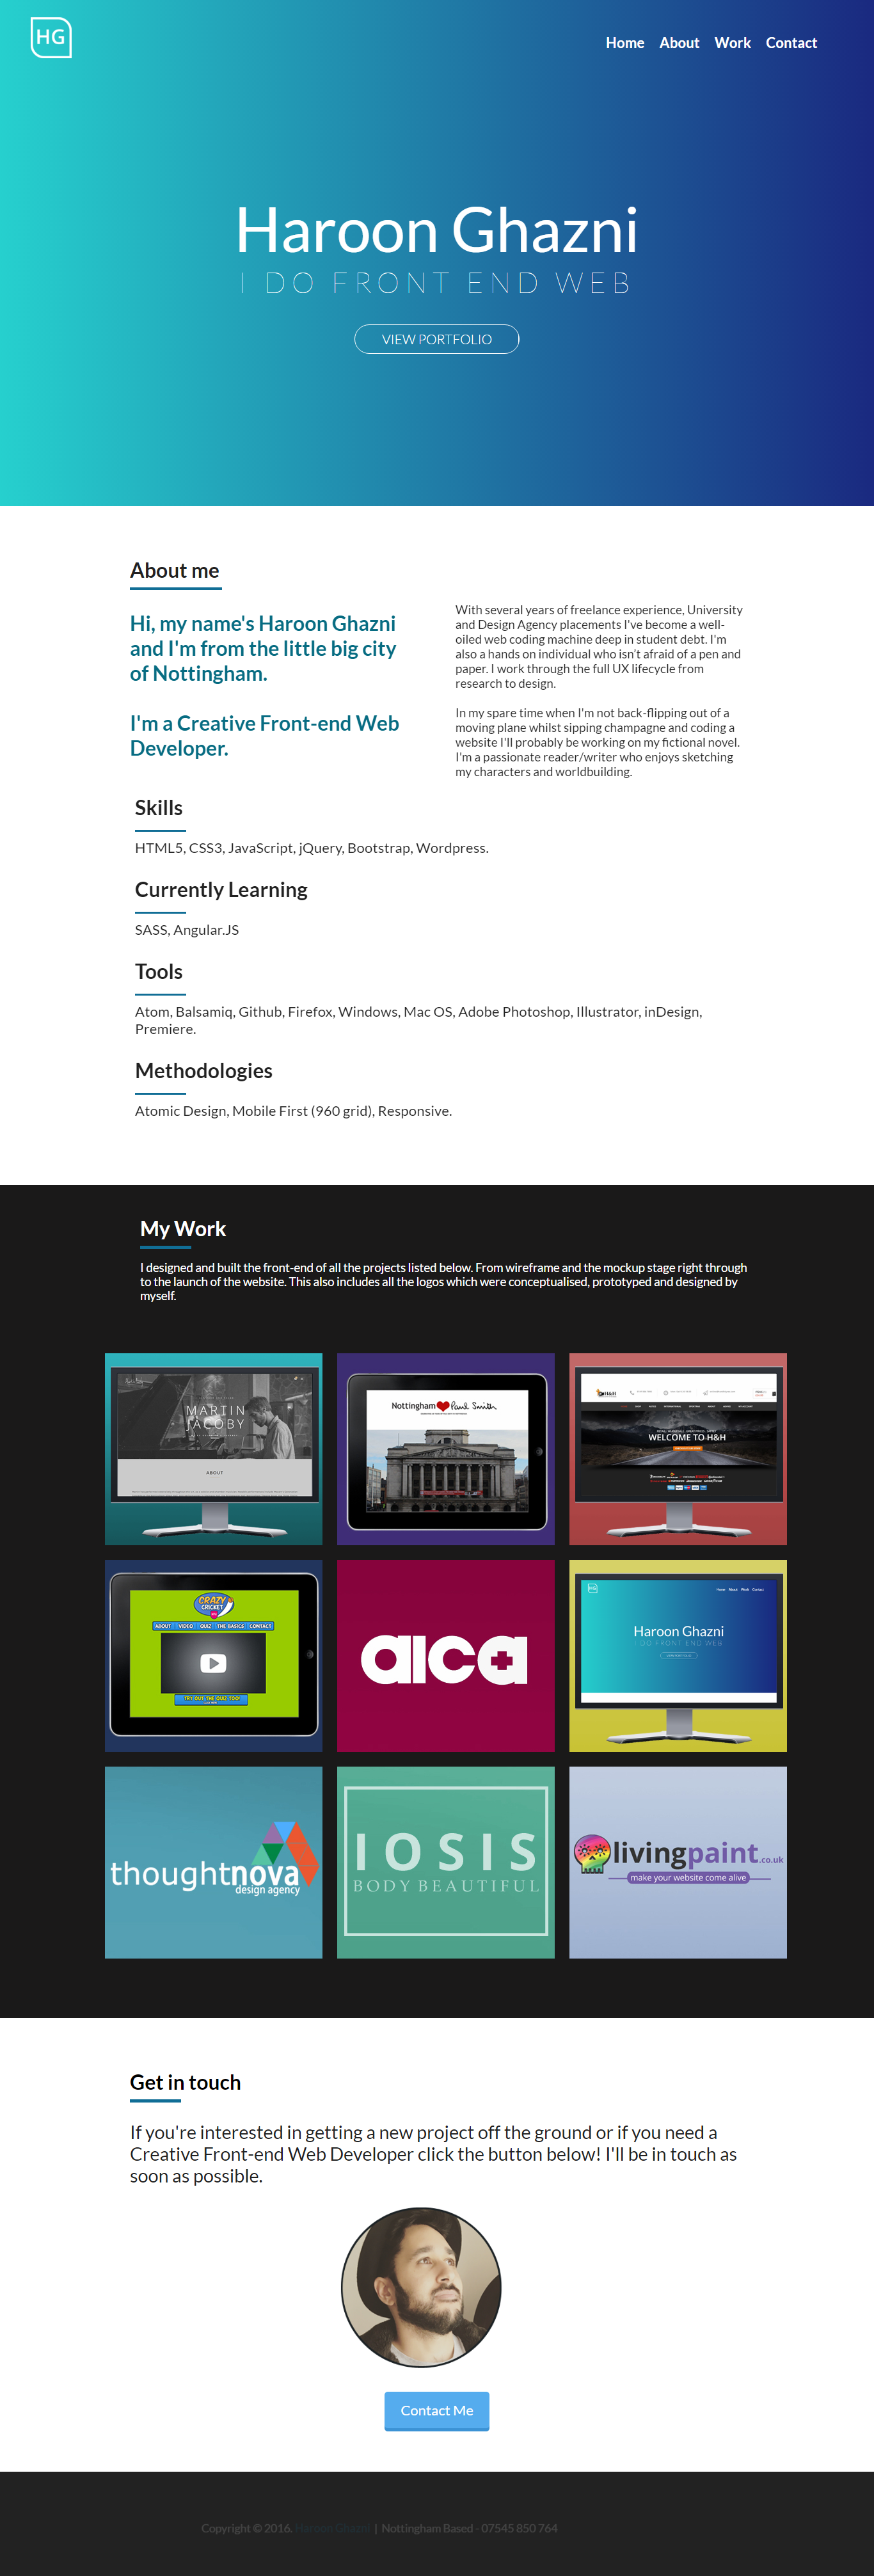 HG
Home About Work Contact
Haroon Ghazni
I DO FRONT END WEB
VIEW PORTFOLIO
About me
Hi, my name's Haroon Ghazni
and I'm from the little big city
of Nottingham.
I'm a Creative Front-end Web
Developer.
With several years of freelance experience, University
and Design Agency placements I've become a well-
oiled web coding machine deep in student debt. I'm
also a hands on individual who isn't afraid of a pen and
paper. I work through the full UX lifecycle from
research to design.
In my spare time when I'm not back-flipping out of a
moving plane whilst sipping champagne and coding a
website I'll probably be working on my fictional novel.
I'm a passionate reader/writer who enjoys sketching
my characters and worldbuilding.
Skills
HTML5, CSS3, JavaScript, jQuery, Bootstrap, Wordpress.
Currently Learning
SASS, Angular.JS
Tools
Atom, Balsamiq, Github, Firefox, Windows, Mac OS, Adobe Photoshop, Illustrator, inDesign,
Premiere.
Methodologies
Atomic Design, Mobile First (960 grid), Responsive.
My Work
I designed and built the front-end of all the projects listed below. From wireframe and the mockup stage right through
to the launch of the website. This also includes all the logos which were conceptualised, prototyped and designed by
myself.
MARTIN
JACOBY
ABOUT
Nottingham Paul Smith
WELCOME TO H&H
CRAZY
CRICKET
ABOUT VIDEO QUIZ THE BASICS CONTACT
TRY OUT THE QUIZ TOO!
aica
HG
Home About Work Contact
Haroon Ghazni
I DO FRONT END WEB
VIEW PORTFOLIO
thoughtnova
design agency
IOSIS
BODY BEAUTIFUL
livingpaint.co.uk
make your website come alive
Get in touch
If you're interested in getting a new project off the ground or if you need a
Creative Front-end Web Developer click the button below! I'll be in touch as
soon as possible.
Contact Me
Copyright © 2016. Haroon Ghazni | Nottingham Based - 07545 850 764